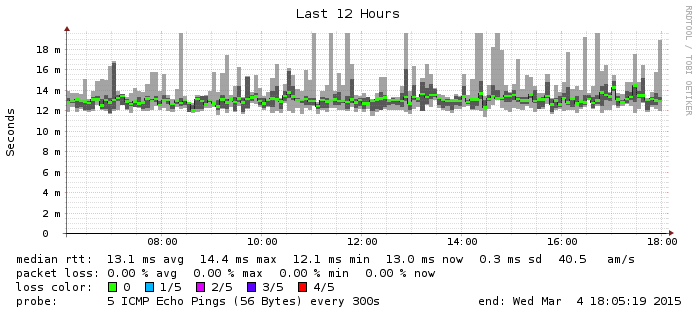 Last 12 Hours
RRDTOOL / TOBI OETIKER
Seconds
18 m
16 m
14 m
12 m
10 m
8 m
6 m
4 m
2 m
0
08:00 10:00 12:00 14:00 16:00 18:00
median rtt: 13.1 ms avg 14.4 ms max 12.1 ms min 13.0 ms now 0.3 ms sd 40.5 am/s
packet loss: 0.00 % avg 0.00 % max 0.00 % min 0.00 % now
loss color: 0 1/5 2/5 3/5 4/5
probe: 5 ICMP Echo Pings (56 Bytes) every 300s end: Wed Mar 4 18:05:19 2015